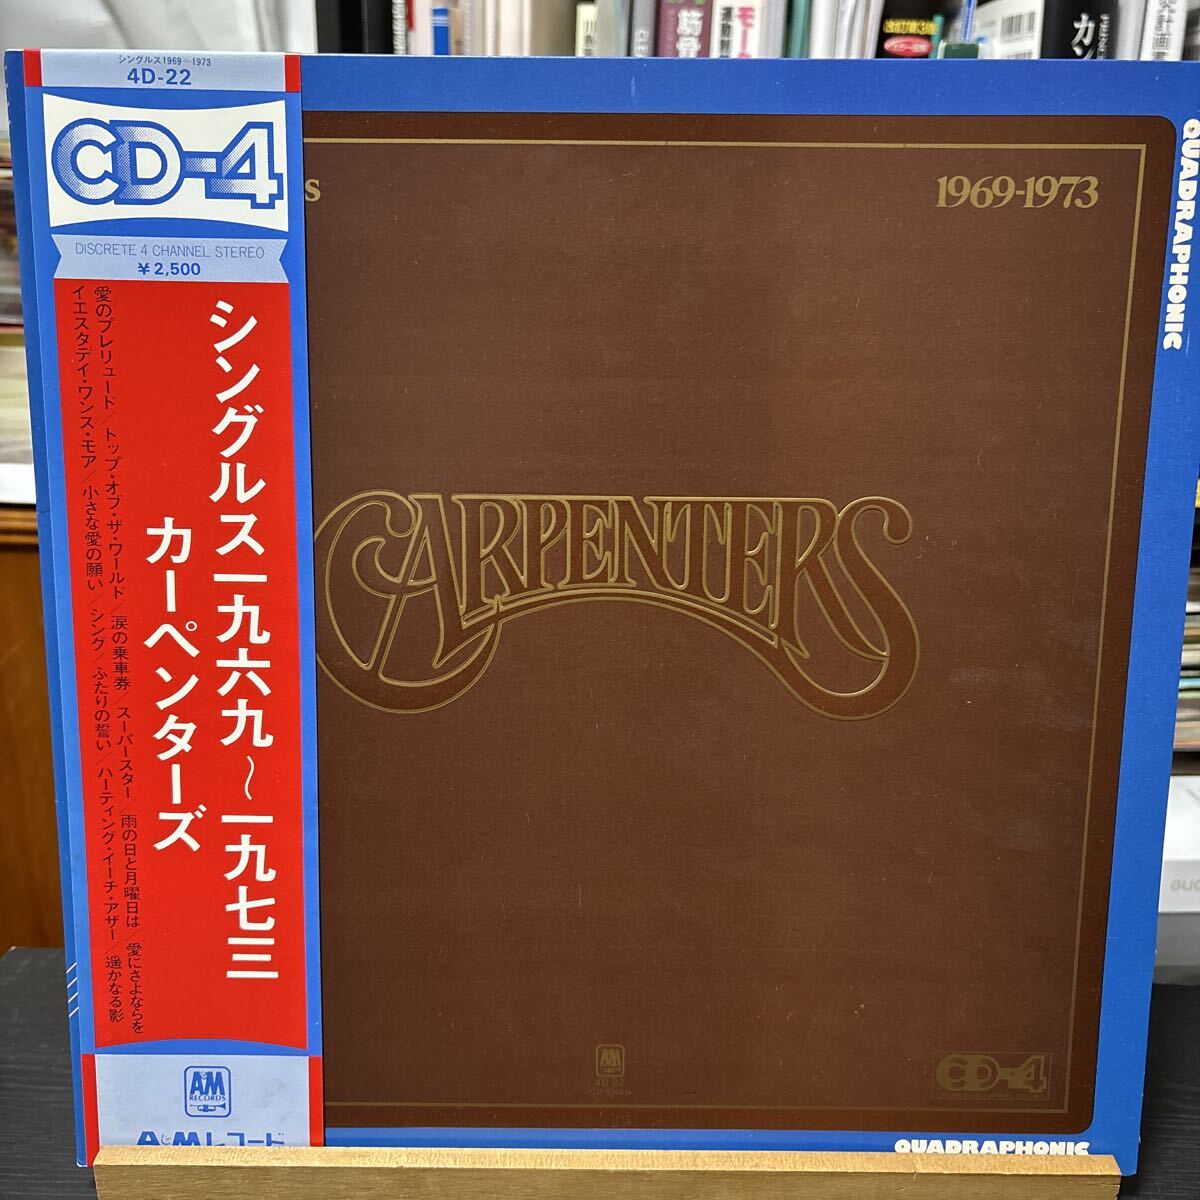 シングルス1969~1973
4D-22
CD-4
DISCRETE 4 CHANNEL STEREO
¥2,500
シングルス一九六九~一九七三
カーペンターズ
愛のプレリュード/トップ・オブ・ザ・ワールド/涙の乗車券/スーパースター/雨の日と月曜日は/愛にさよならを
イエスタデイ・ワンス・モア/小さな愛の願い/シング/ふたりの誓い/ハーティング・イーチ・アザー/遥かなる影
A&M
RECORDS
A&Mレコード
s
1969-1973
CARPENTERS
QUADRAPHONIC
A&M
4D 22
CD-4
QUADRAPHONIC
筋骨
カン